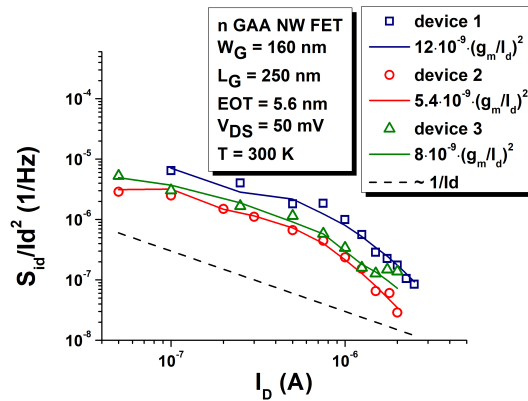 n GAA NW FET
W_G = 160 nm
L_G = 250 nm
EOT = 5.6 nm
V_DS = 50 mV
T = 300 K
device 1
12·10^-9·(g_m/I_d)^2
device 2
5.4·10^-9·(g_m/I_d)^2
device 3
8·10^-9·(g_m/I_d)^2
~ 1/Id
S_id/Id^2 (1/Hz)
10^-4
10^-5
10^-6
10^-7
10^-8
10^-7
10^-6
I_D (A)